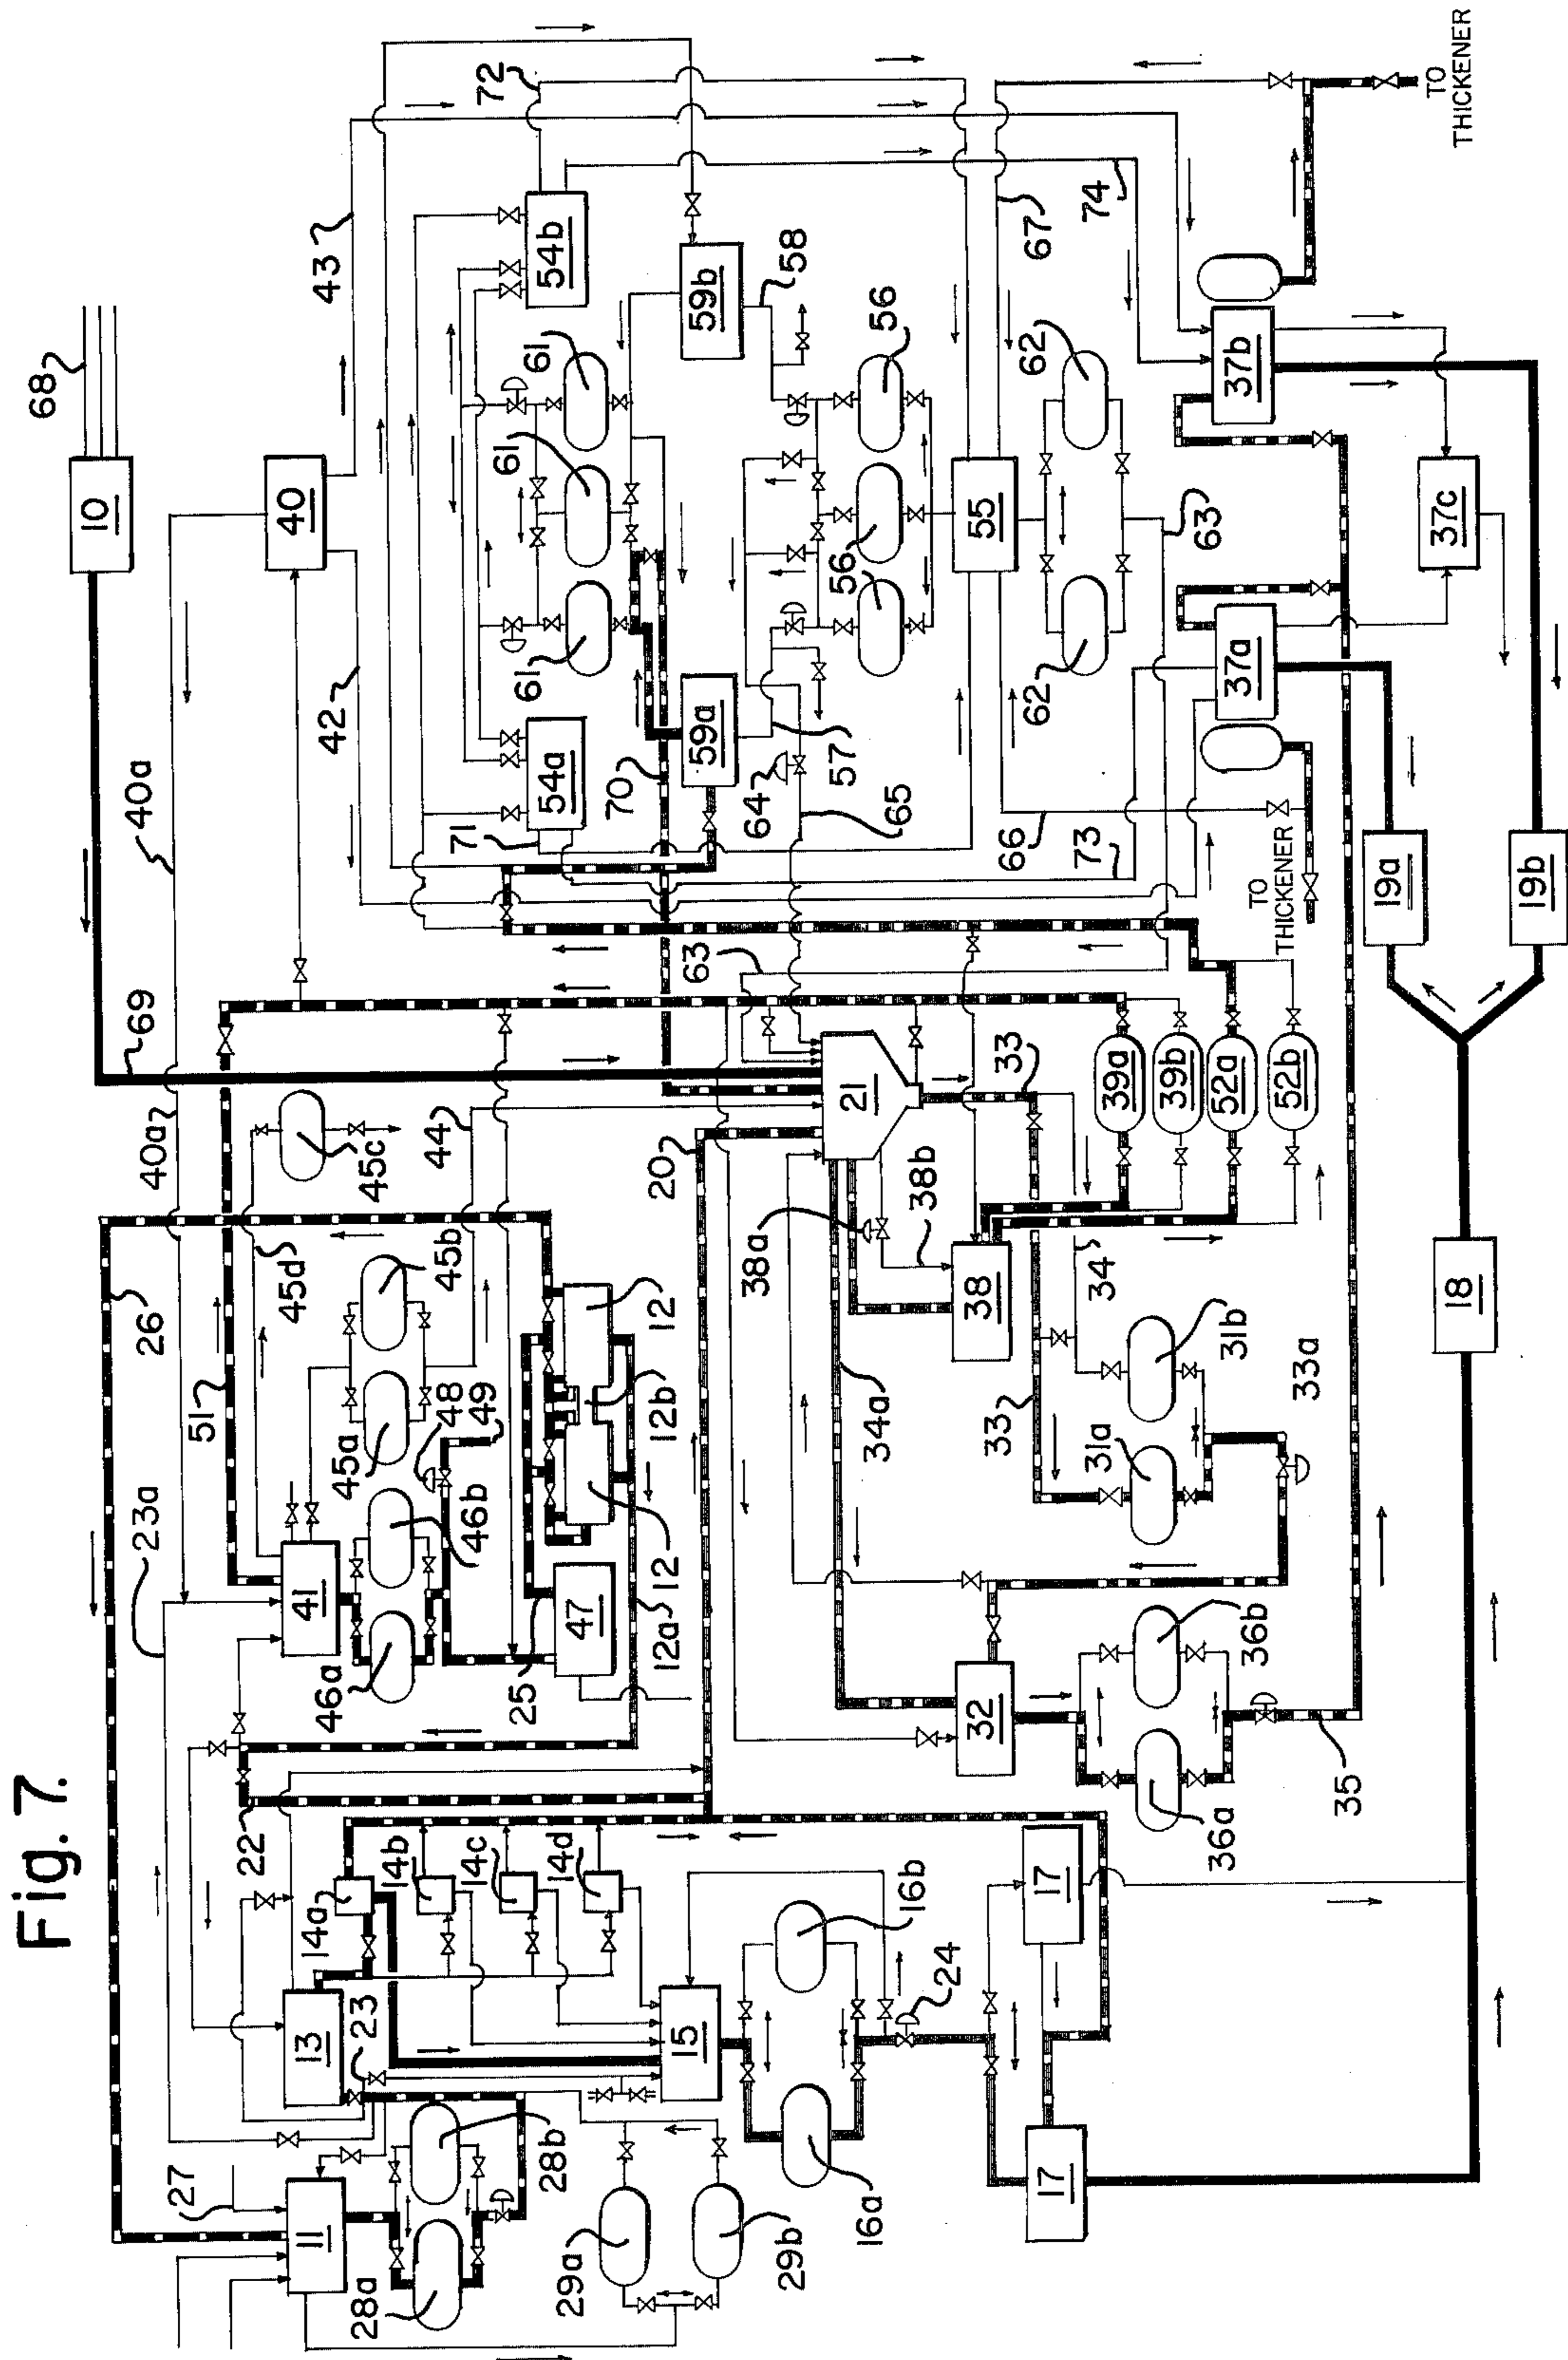 Fig. 7.
68
10
40a
40
43
72
42
54b
54a
61
61
61
59b
58
70
59a
71
57
64
65
56
56
56
55
62
62
66
67
73
74
63
37a
37b
37c
TO
THICKENER
TO
THICKENER
19a
19b
18
69
63
40a
45c
44
45d
51
26
45b
45a
48
49
46b
46a
41
23a
12
12b
12
12a
47
25
20
21
33
38b
38a
38
39a
39b
52a
52b
34
34a
33
31b
31a
33a
32
36b
36a
35
22
14a
14b
14c
14d
13
23
15
16b
16a
24
17
17
27
11
28b
28a
29a
29b